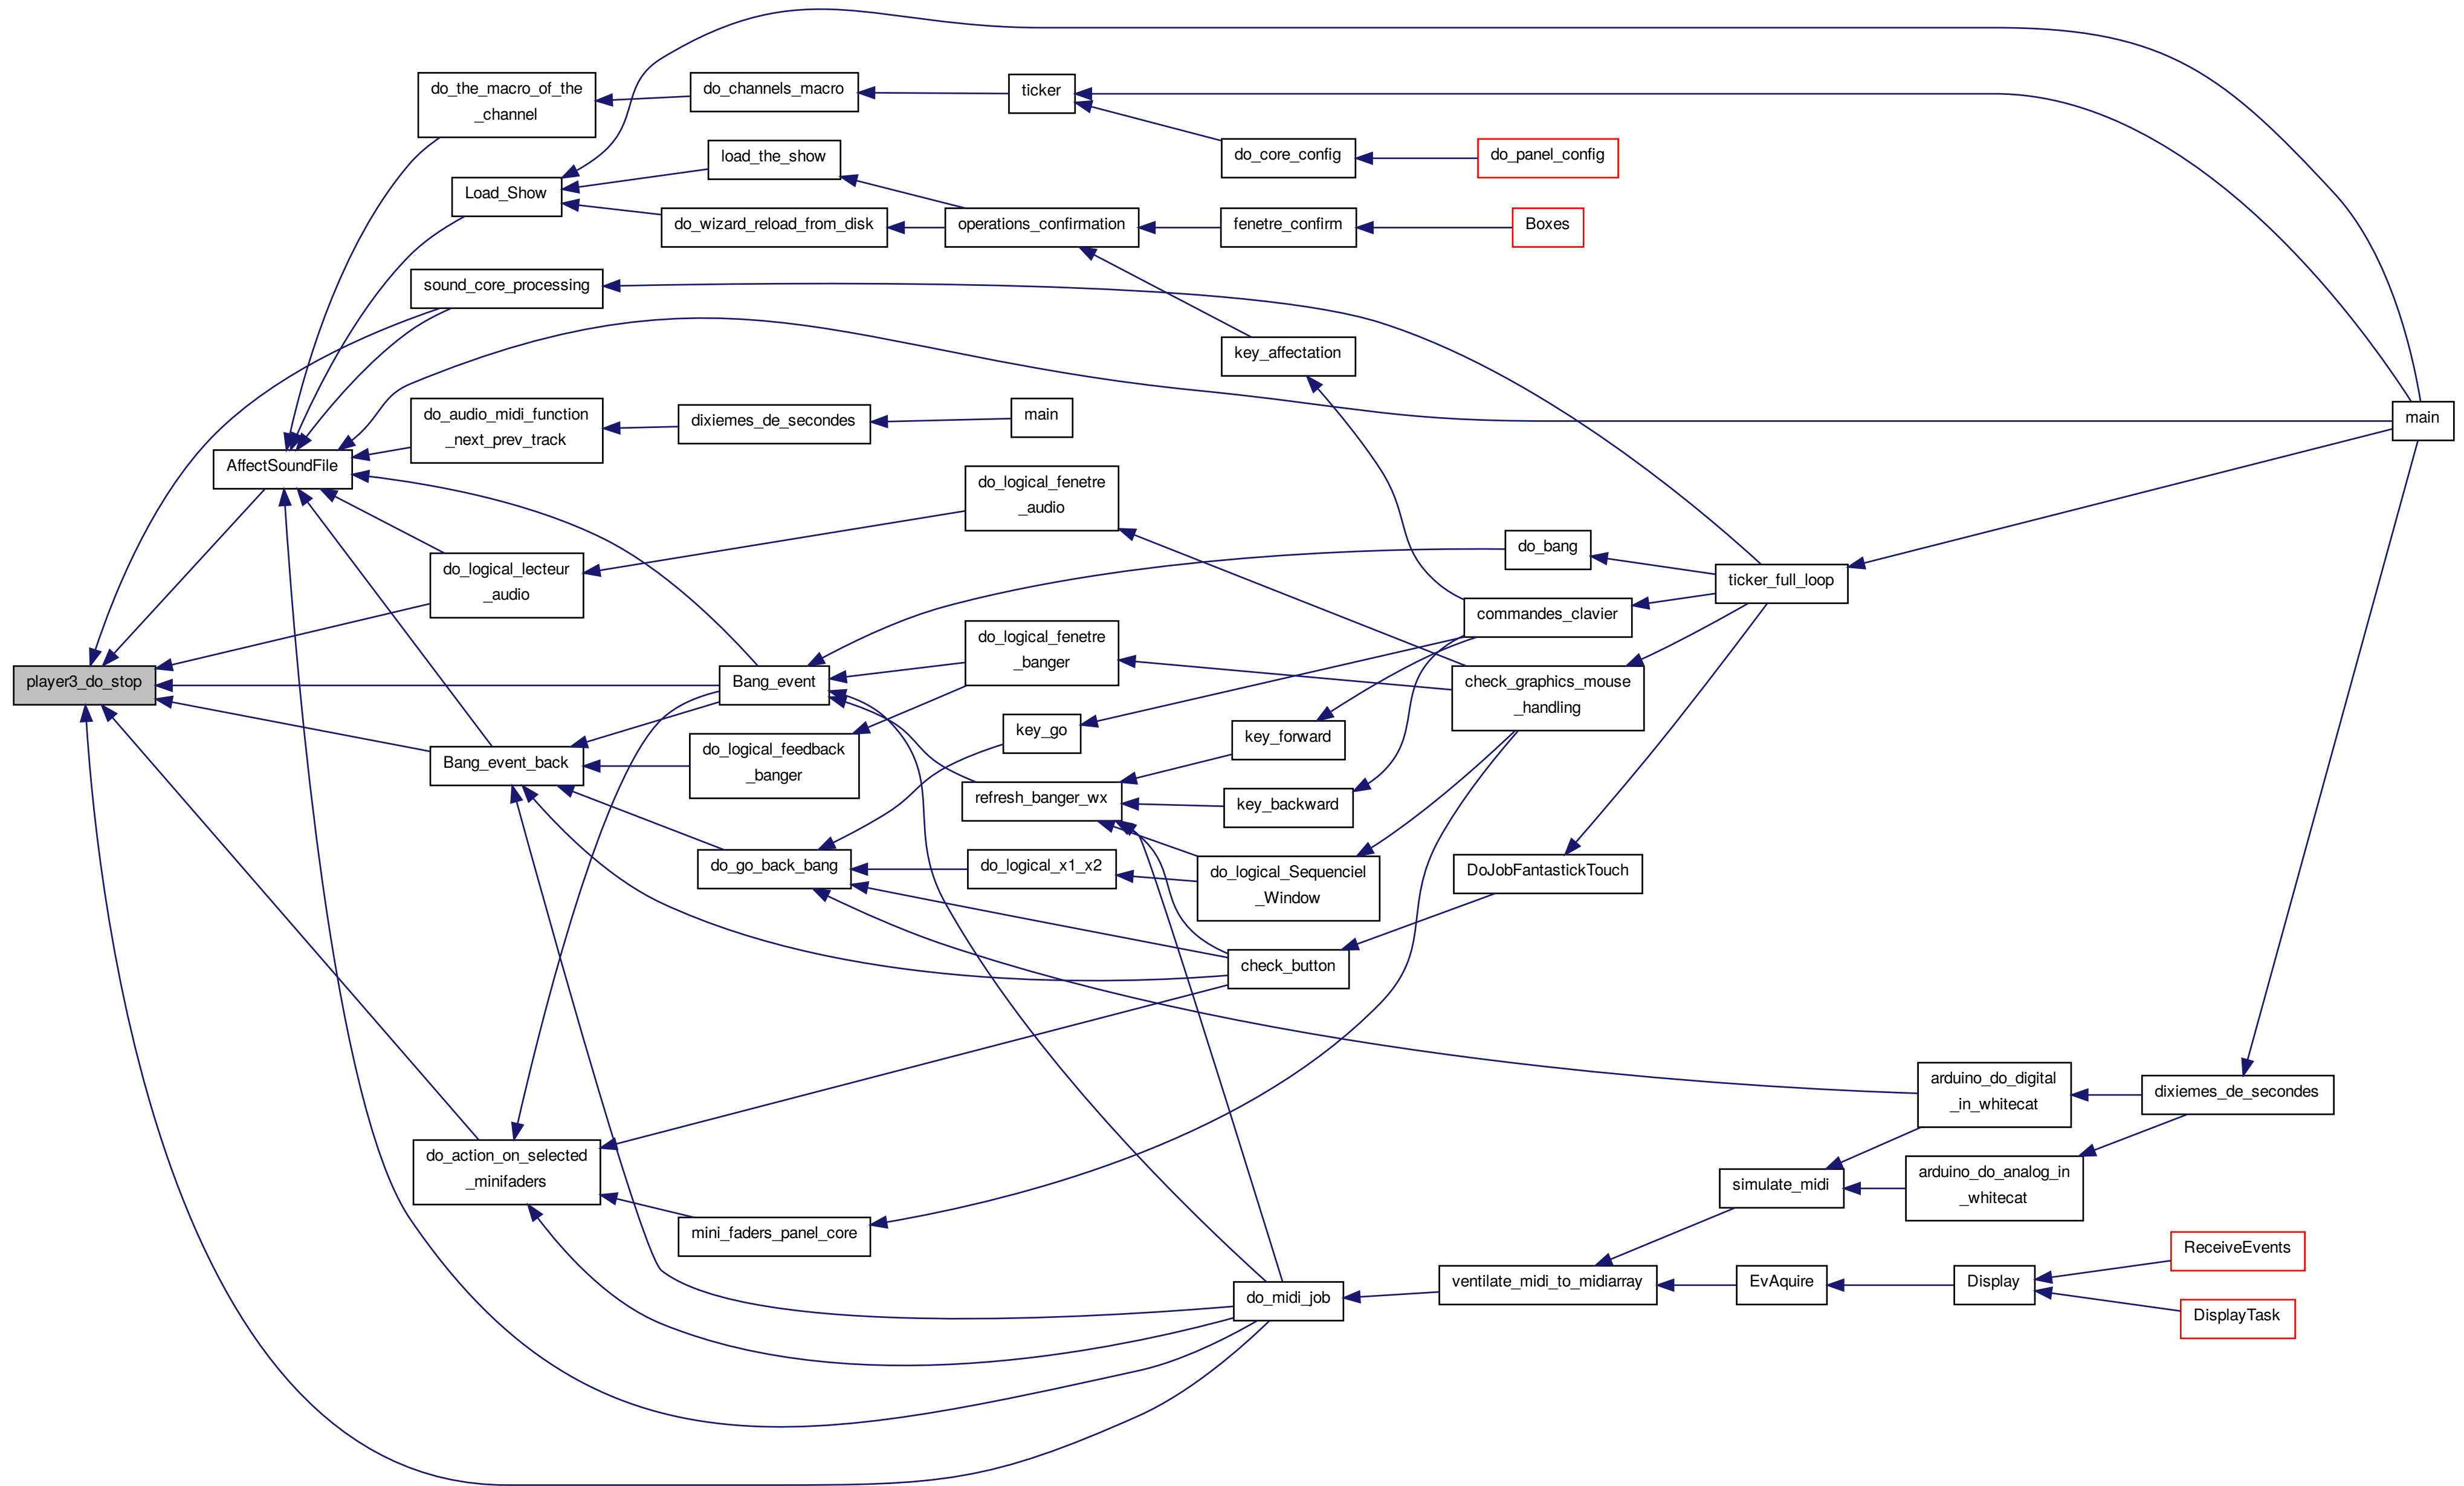 do_the_macro_of_the
_channel
do_channels_macro
ticker
do_core_config
do_panel_config
load_the_show
Load_Show
do_wizard_reload_from_disk
operations_confirmation
fenetre_confirm
Boxes
sound_core_processing
key_affectation
do_audio_midi_function
_next_prev_track
dixiemes_de_secondes
main
main
AffectSoundFile
do_logical_fenetre
_audio
do_logical_lecteur
_audio
do_bang
ticker_full_loop
commandes_clavier
do_logical_fenetre
_banger
player3_do_stop
Bang_event
check_graphics_mouse
_handling
key_go
key_forward
Bang_event_back
do_logical_feedback
_banger
refresh_banger_wx
key_backward
do_go_back_bang
do_logical_x1_x2
do_logical_Sequenciel
_Window
DoJobFantastickTouch
check_button
arduino_do_digital
_in_whitecat
dixiemes_de_secondes
do_action_on_selected
_minifaders
simulate_midi
arduino_do_analog_in
_whitecat
mini_faders_panel_core
ReceiveEvents
do_midi_job
ventilate_midi_to_midiarray
EvAquire
Display
DisplayTask